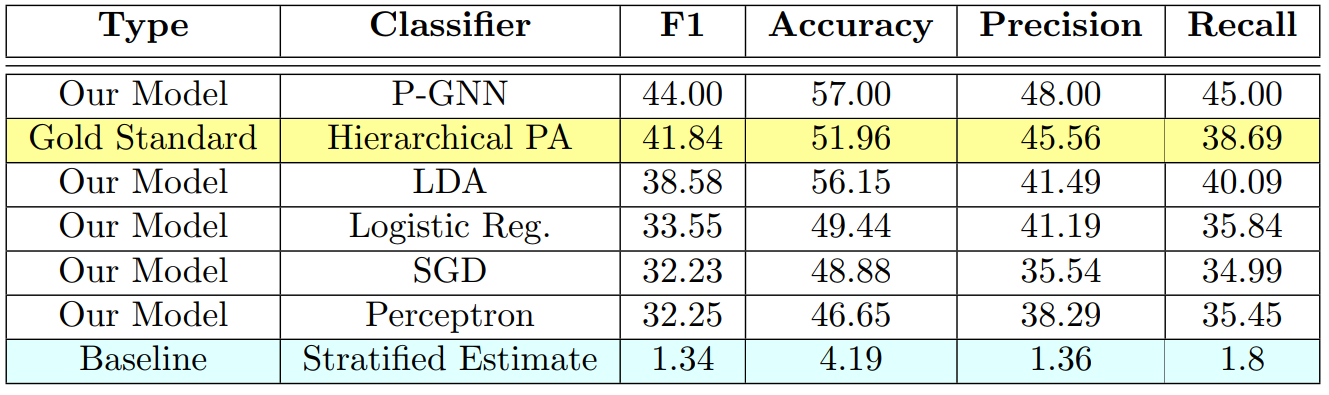 Type Classifier F1 Accuracy Precision Recall
Our Model P-GNN 44.00 57.00 48.00 45.00
Gold Standard Hierarchical PA 41.84 51.96 45.56 38.69
Our Model LDA 38.58 56.15 41.49 40.09
Our Model Logistic Reg. 33.55 49.44 41.19 35.84
Our Model SGD 32.23 48.88 35.54 34.99
Our Model Perceptron 32.25 46.65 38.29 35.45
Baseline Stratified Estimate 1.34 4.19 1.36 1.8